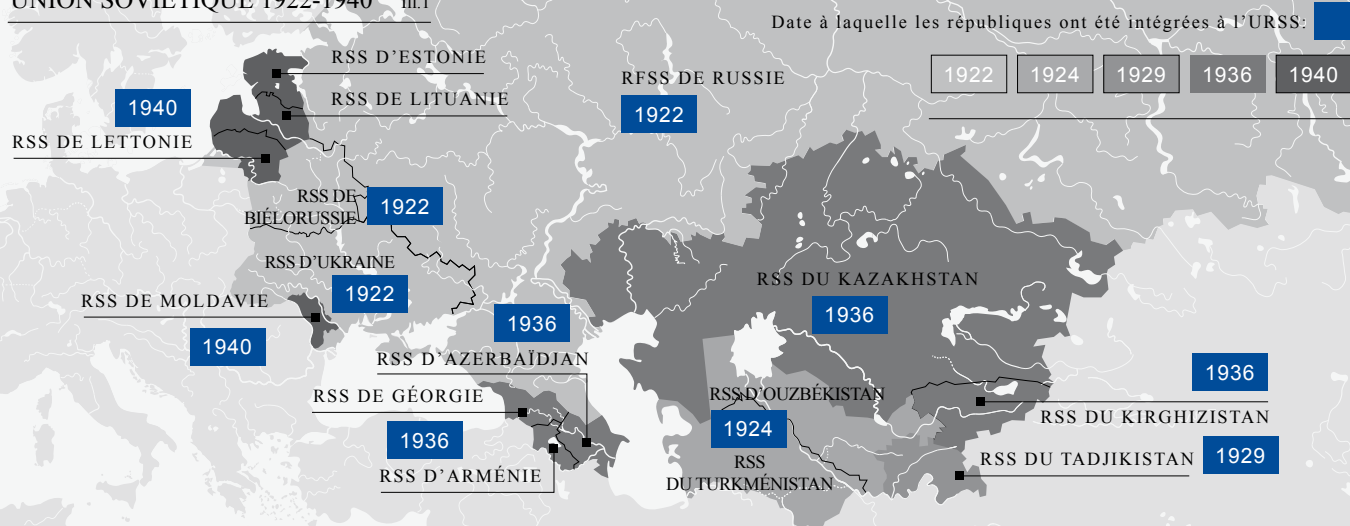 UNION SOVIÉTIQUE 1922-1940 ill.1
Date à laquelle les républiques ont été intégrées à l'URSS:
1922 1924 1929 1936 1940
RSS D'ESTONIE
RSS DE LITUANIE
1940
RSS DE LETTONIE
RFSS DE RUSSIE
1922
RSS DE
BIÉLORUSSIE
1922
RSS D'UKRAINE
1922
RSS DE MOLDAVIE
1940
1936
RSS D'AZERBAÏDJAN
RSS DE GÉORGIE
1936
RSS D'ARMÉNIE
RSS DU KAZAKHSTAN
1936
RSS D'OUZBÉKISTAN
1924
RSS
DU TURKMÉNISTAN
1936
RSS DU KIRGHIZISTAN
RSS DU TADJIKISTAN
1929